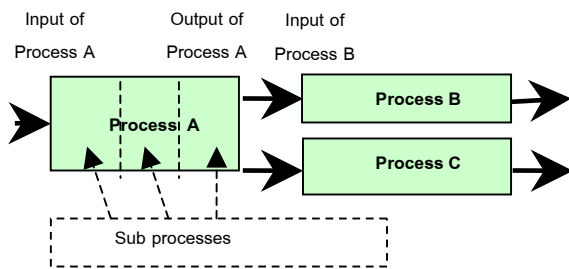 Input of
Process A
Output of
Process A
Input of
Process B
Process A
Process B
Process C
Sub processes